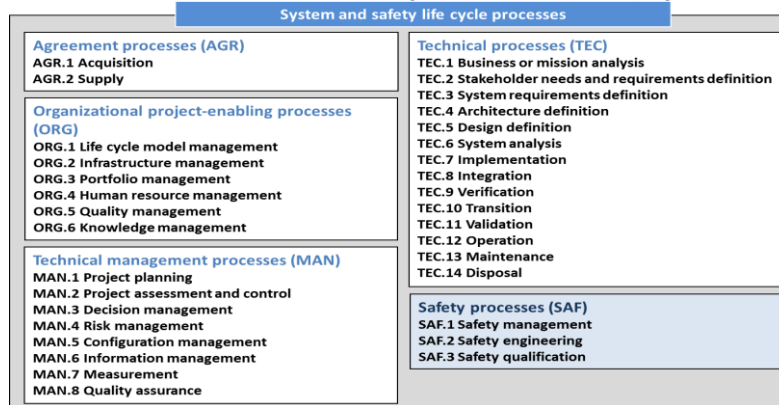 System and safety life cycle processes
Agreement processes (AGR)
AGR.1 Acquisition
AGR.2 Supply
Organizational project-enabling processes
(ORG)
ORG.1 Life cycle model management
ORG.2 Infrastructure management
ORG.3 Portfolio management
ORG.4 Human resource management
ORG.5 Quality management
ORG.6 Knowledge management
Technical management processes (MAN)
MAN.1 Project planning
MAN.2 Project assessment and control
MAN.3 Decision management
MAN.4 Risk management
MAN.5 Configuration management
MAN.6 Information management
MAN.7 Measurement
MAN.8 Quality assurance
Technical processes (TEC)
TEC.1 Business or mission analysis
TEC.2 Stakeholder needs and requirements definition
TEC.3 System requirements definition
TEC.4 Architecture definition
TEC.5 Design definition
TEC.6 System analysis
TEC.7 Implementation
TEC.8 Integration
TEC.9 Verification
TEC.10 Transition
TEC.11 Validation
TEC.12 Operation
TEC.13 Maintenance
TEC.14 Disposal
Safety processes (SAF)
SAF.1 Safety management
SAF.2 Safety engineering
SAF.3 Safety qualification